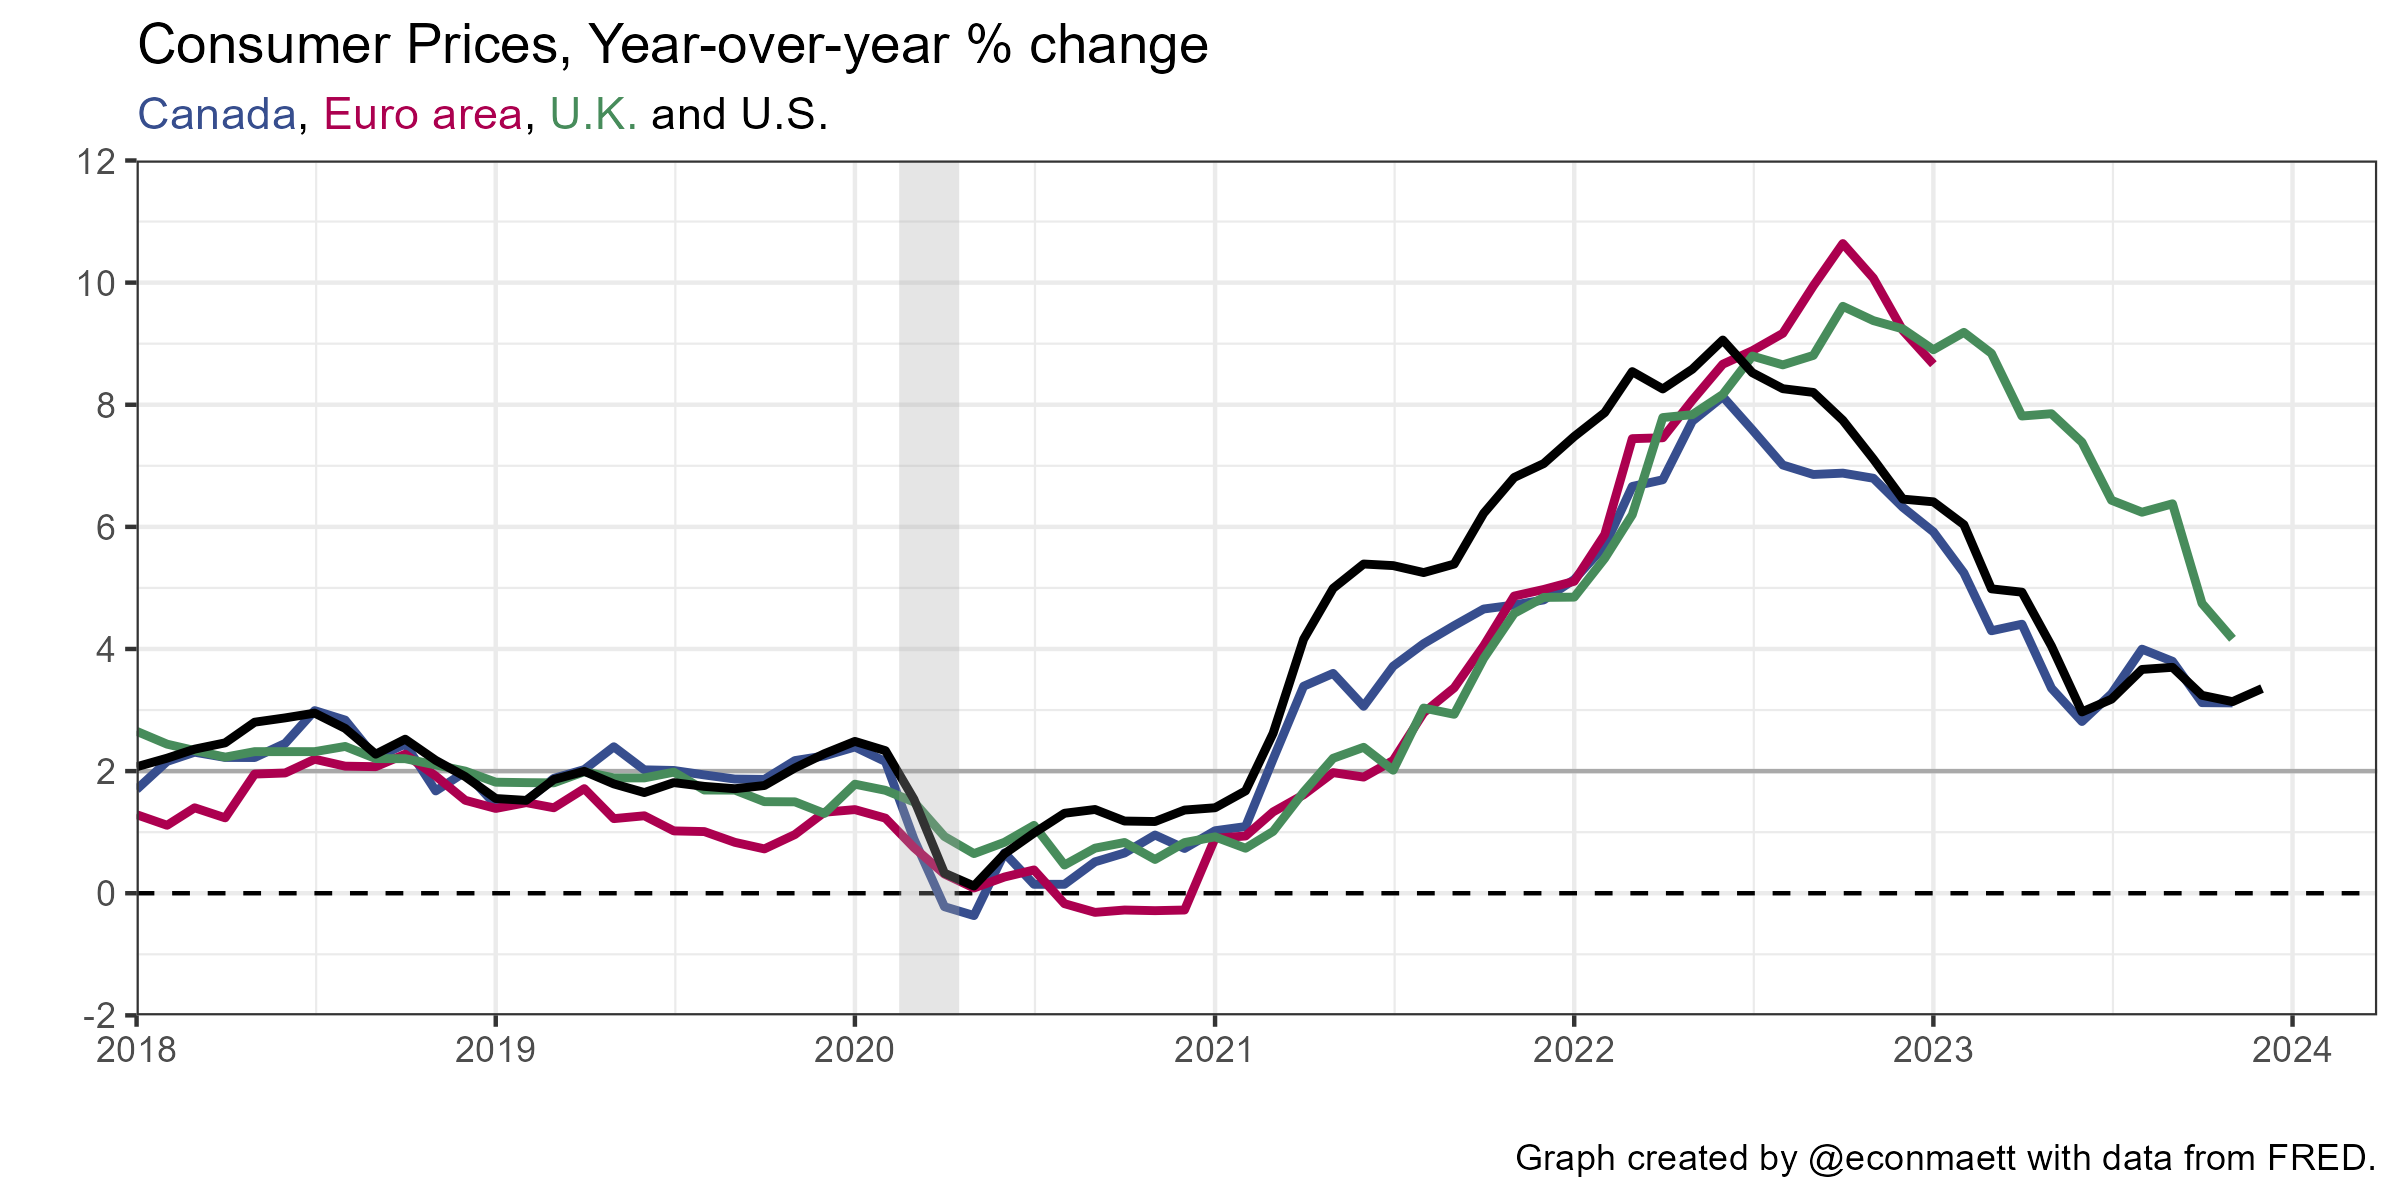 Consumer Prices, Year-over-year % change
Canada, Euro area, U.K. and U.S.
12
10
8
6
4
2
0
-2
2018 2019 2020 2021 2022 2023 2024
Graph created by @econmaett with data from FRED.